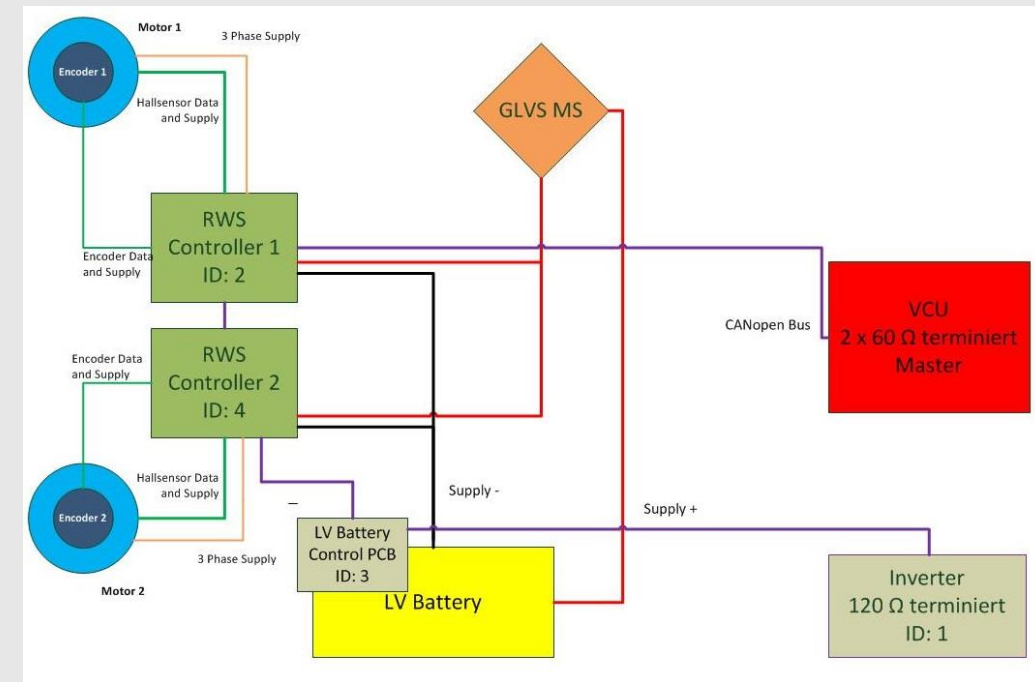 Motor 1
3 Phase Supply
Encoder 1
Hallsensor Data
and Supply
GLVS MS
RWS
Controller 1
ID: 2
Encoder Data
and Supply
VCU
2 x 60 Ω terminiert
Master
CANopen Bus
RWS
Controller 2
ID: 4
Encoder Data
and Supply
Hallsensor Data
and Supply
Encoder 2
3 Phase Supply
Motor 2
Supply -
Supply +
_
LV Battery
Control PCB
ID: 3
LV Battery
Inverter
120 Ω terminiert
ID: 1